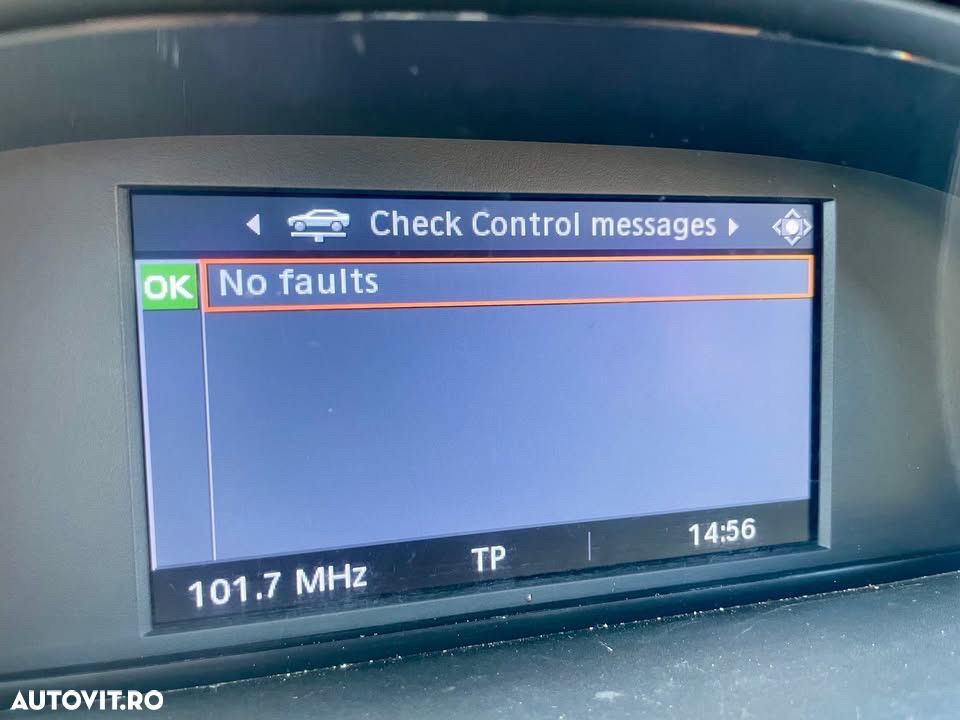 Check Control messages
OK No faults
101.7 MHz TP 14:56
AUTOVIT.RO